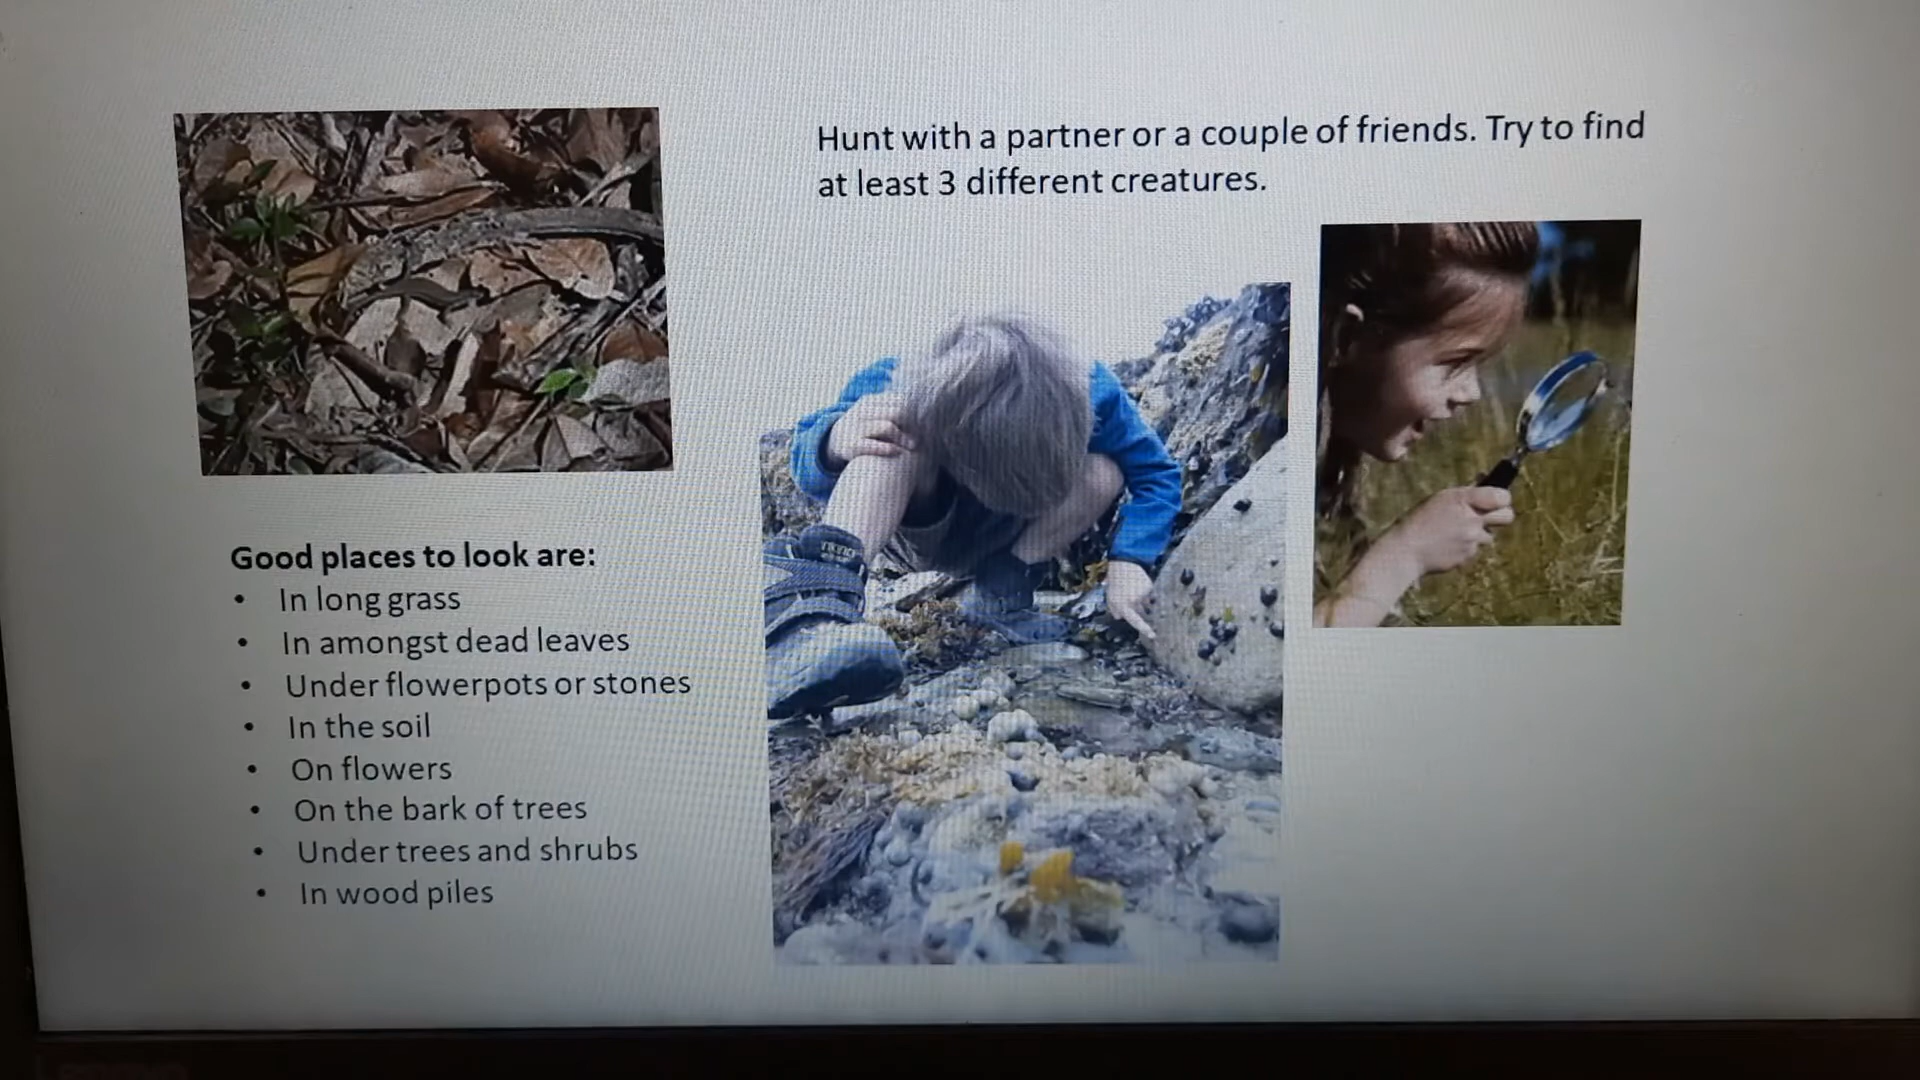 Hunt with a partner or a couple of friends. Try to find
at least 3 different creatures.
Good places to look are:
• In long grass
• In amongst dead leaves
• Under flowerpots or stones
• In the soil
• On flowers
• On the bark of trees
• Under trees and shrubs
• In wood piles